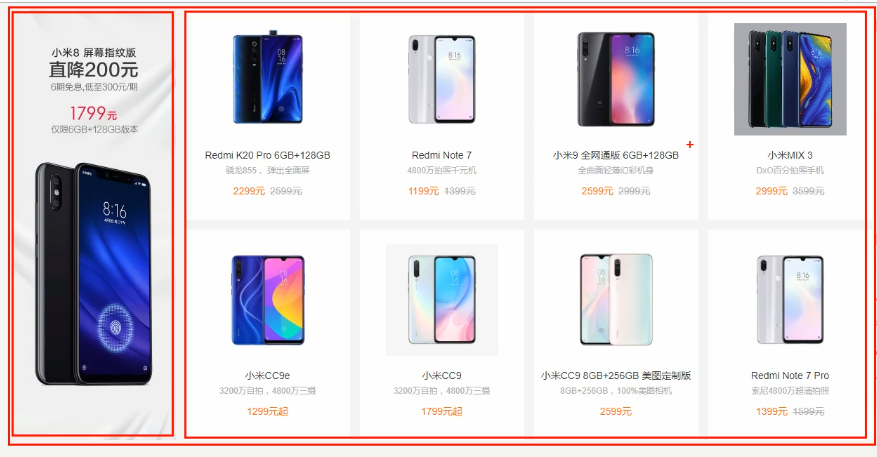 小米8 屏幕指纹版
直降200元
6期免息,低至300元/期
1799元
仅限6GB+128GB版本
8:16
Redmi K20 Pro 6GB+128GB
骁龙855， 弹出全面屏
2299元 2599元
Redmi Note 7
4800万拍照千元机
1199元 1399元
小米9 全网通版 6GB+128GB
全曲面轻薄幻彩机身
2599元 2999元
小米MIX 3
DxO百分拍照手机
2999元 3599元
小米CC9e
3200万自拍，4800万三摄
1299元起
小米CC9
3200万自拍，4800万三摄
1799元起
小米CC9 8GB+256GB 美图定制版
8GB+256GB，100%美图相机
2599元
Redmi Note 7 Pro
索尼4800万超清拍照
1399元 1599元